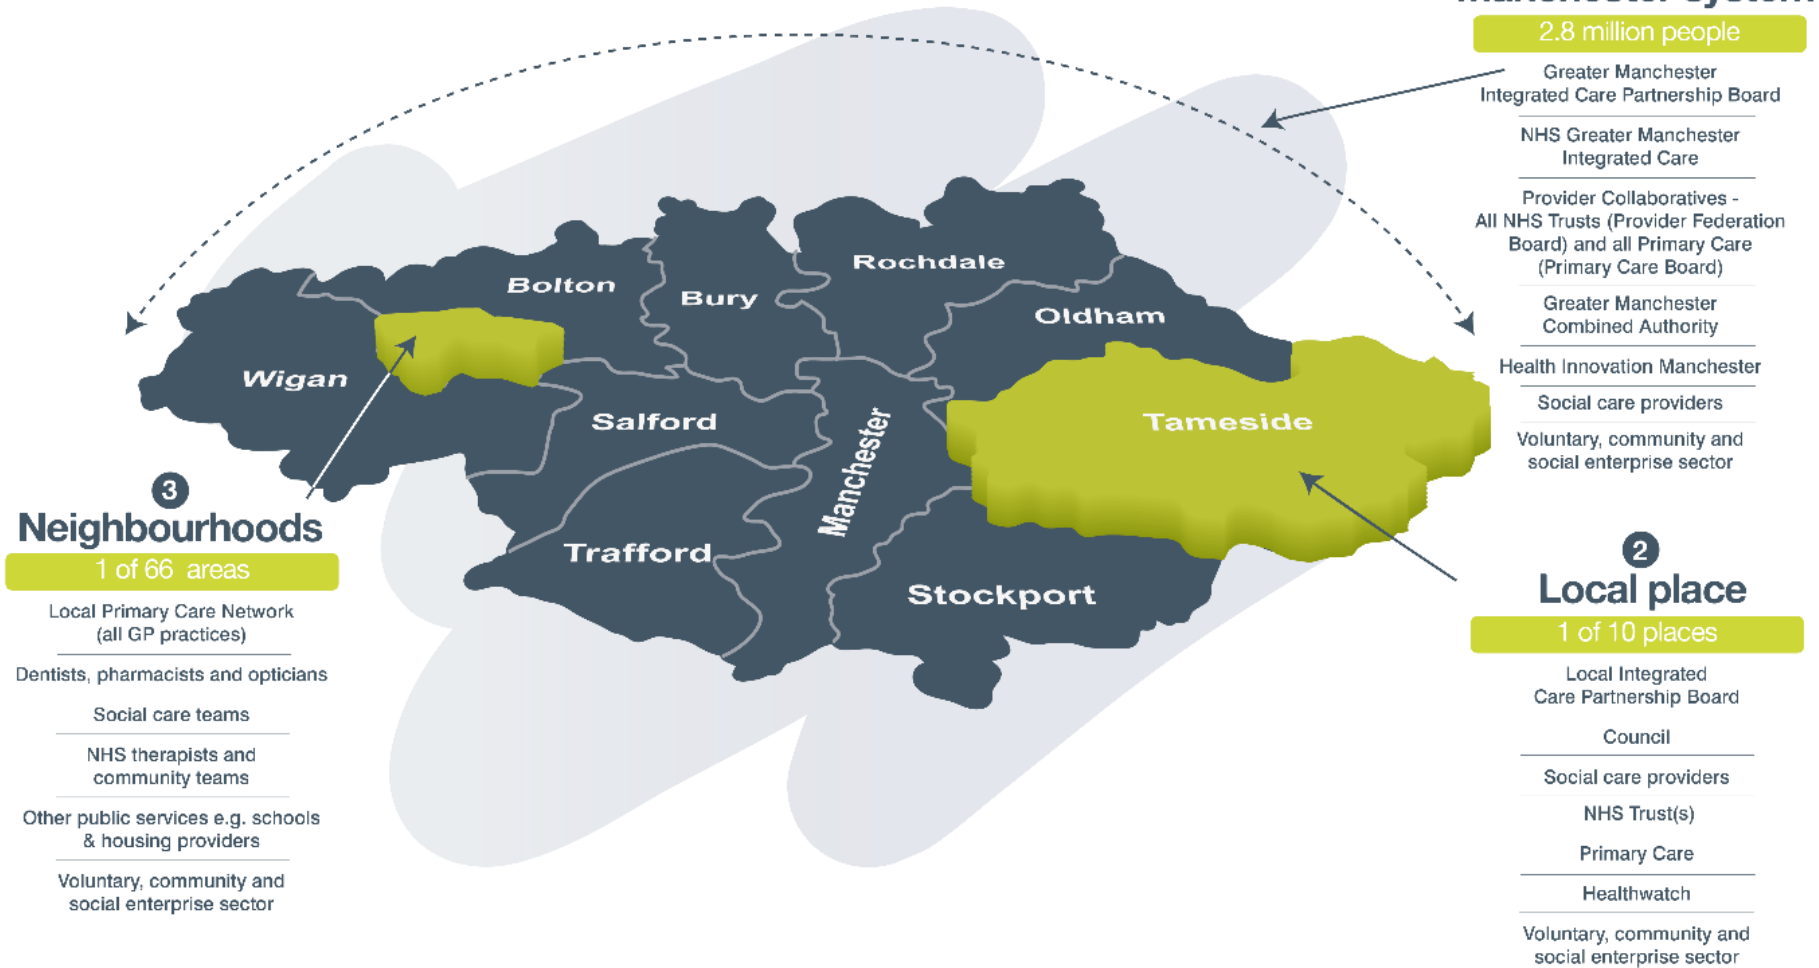 Manchester system
2.8 million people
Greater Manchester
Integrated Care Partnership Board
NHS Greater Manchester
Integrated Care
Provider Collaboratives -
All NHS Trusts (Provider Federation
Board) and all Primary Care
(Primary Care Board)
Greater Manchester
Combined Authority
Health Innovation Manchester
Social care providers
Voluntary, community and
social enterprise sector
Bolton
Bury
Rochdale
Oldham
Wigan
Salford
Manchester
Tameside
Trafford
Stockport
3
Neighbourhoods
1 of 66 areas
Local Primary Care Network
(all GP practices)
Dentists, pharmacists and opticians
Social care teams
NHS therapists and
community teams
Other public services e.g. schools
& housing providers
Voluntary, community and
social enterprise sector
2
Local place
1 of 10 places
Local Integrated
Care Partnership Board
Council
Social care providers
NHS Trust(s)
Primary Care
Healthwatch
Voluntary, community and
social enterprise sector